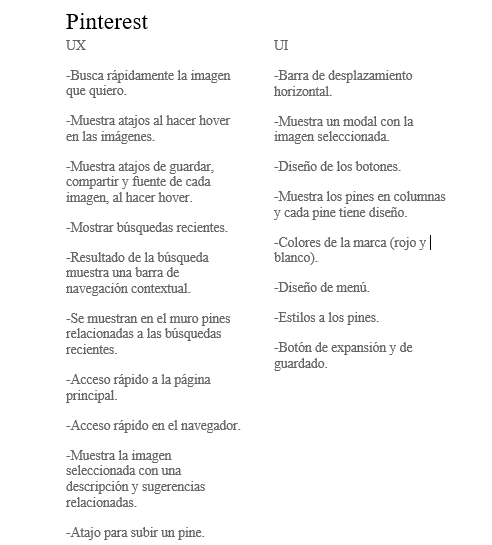 Pinterest
UX
-Busca rápidamente la imagen
que quiero.
-Muestra atajos al hacer hover
en las imágenes.
-Muestra atajos de guardar,
compartir y fuente de cada
imagen, al hacer hover.
-Mostrar búsquedas recientes.
-Resultado de la búsqueda
muestra una barra de
navegación contextual.
-Se muestran en el muro pines
relacionadas a las búsquedas
recientes.
-Acceso rápido a la página
principal.
-Acceso rápido en el navegador.
-Muestra la imagen
seleccionada con una
descripción y sugerencias
relacionadas.
-Atajo para subir un pine.
UI
-Barra de desplazamiento
horizontal.
-Muestra un modal con la
imagen seleccionada.
-Diseño de los botones.
-Muestra los pines en columnas
y cada pine tiene diseño.
-Colores de la marca (rojo y
blanco).
-Diseño de menú.
-Estilos a los pines.
-Botón de expansión y de
guardado.